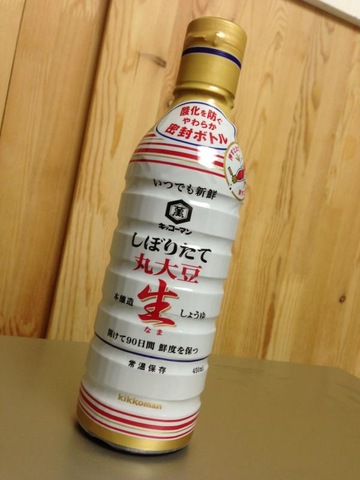 酸化を防ぐ
やわらか
密封ボトル
いつでも新鮮
萬
キッコーマン
しぼりたて
丸大豆
本醸造 生 しょうゆ
なま
開けて90日間 鮮度を保つ
常温保存 450ml
kikkoman